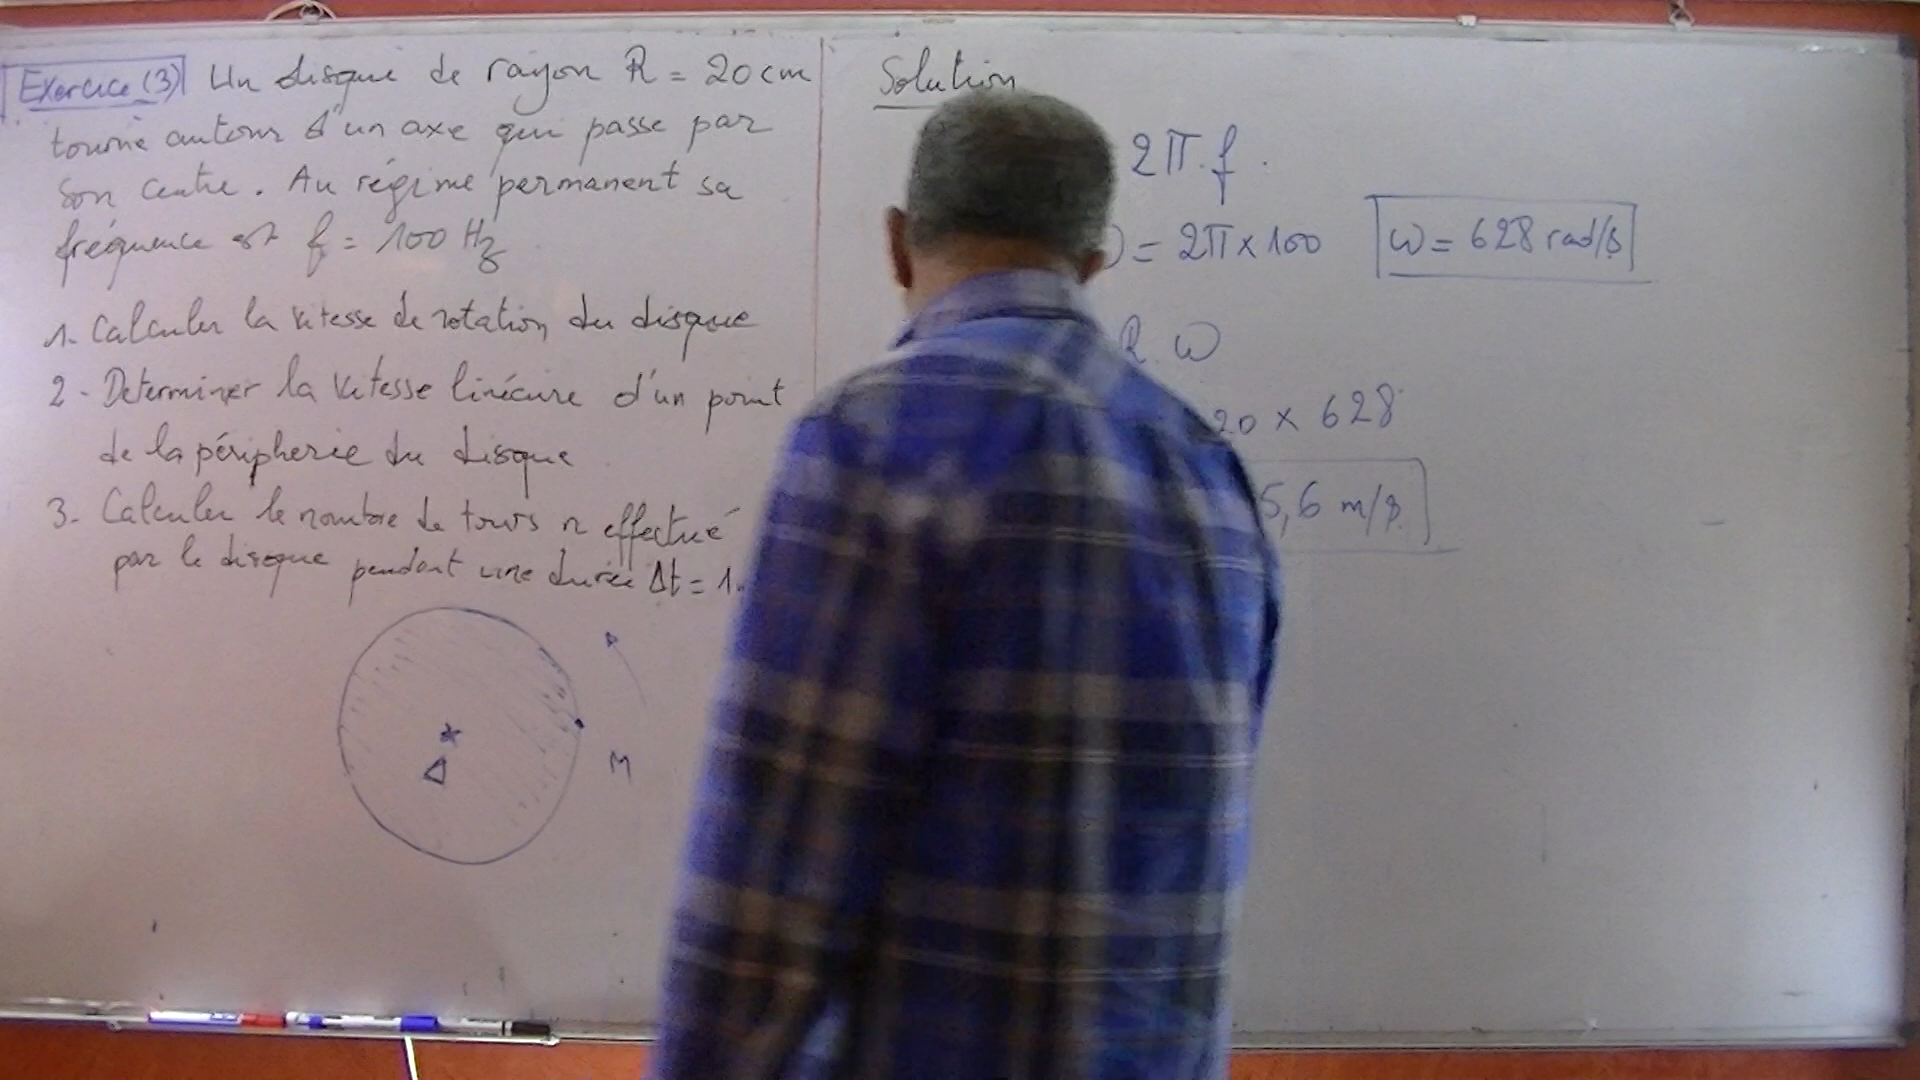 Exercice (3) Un disque de rayon R = 20 cm
tourne autour d'un axe qui passe par
son centre. Au régime permanent sa
fréquence est f = 100 Hz
1. Calculer la vitesse de rotation du disque
2 - Determiner la vitesse linéaire d'un point
de la péripherie du disque
3. Calculer le nombre de tours n effectué
par le disque pendant une durée Δt = 1
Δ
M
Solution
2π.f.
= 2π x 100
ω = 628 rad/s
R.ω
20 x 628
5,6 m/s